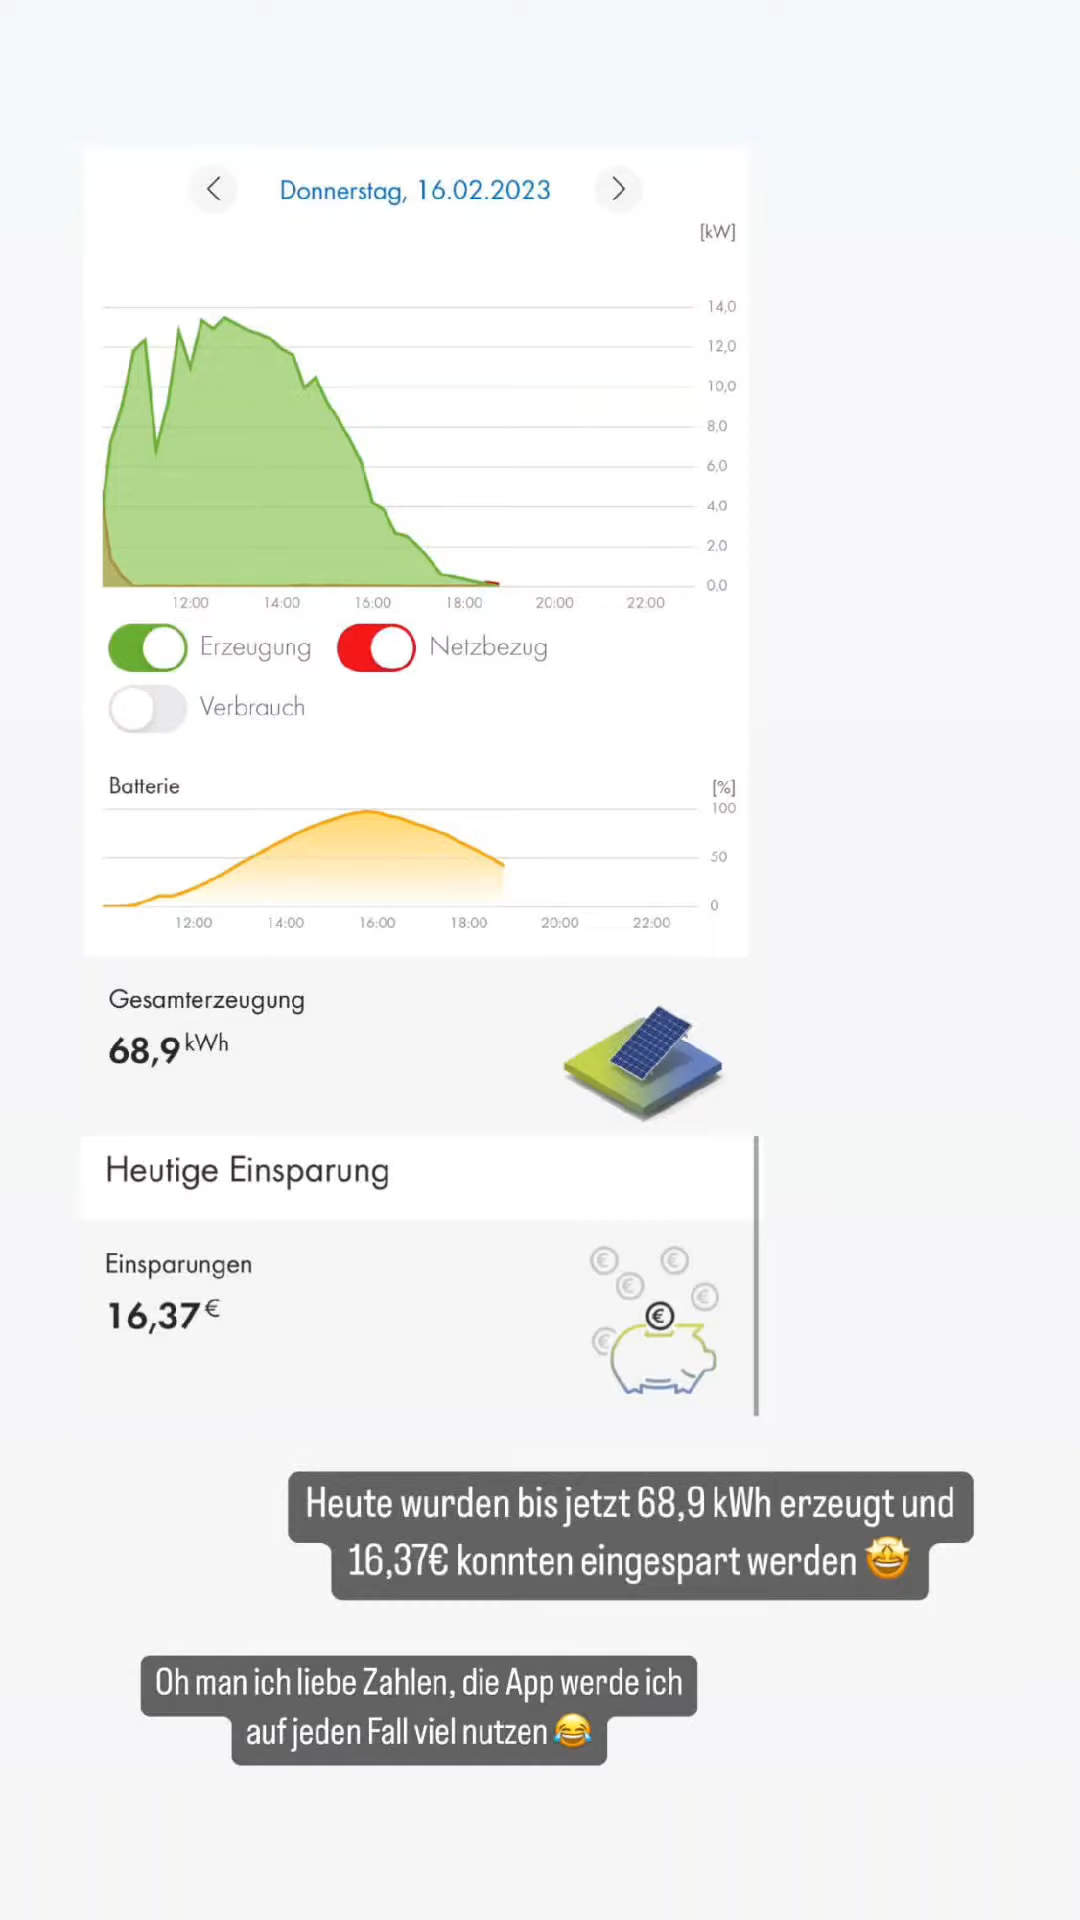 Donnerstag, 16.02.2023
[kW]
14,0
12,0
10,0
8,0
6,0
4,0
2,0
0,0
12:00 14:00 16:00 18:00 20:00 22:00
Erzeugung Netzbezug
Verbrauch
Batterie [%]
100
50
0
12:00 14:00 16:00 18:00 20:00 22:00
Gesamterzeugung
68,9 kWh
Heutige Einsparung
Einsparungen
16,37 €
Heute wurden bis jetzt 68,9 kWh erzeugt und
16,37€ konnten eingespart werden 🤩
Oh man ich liebe Zahlen, die App werde ich
auf jeden Fall viel nutzen 😂